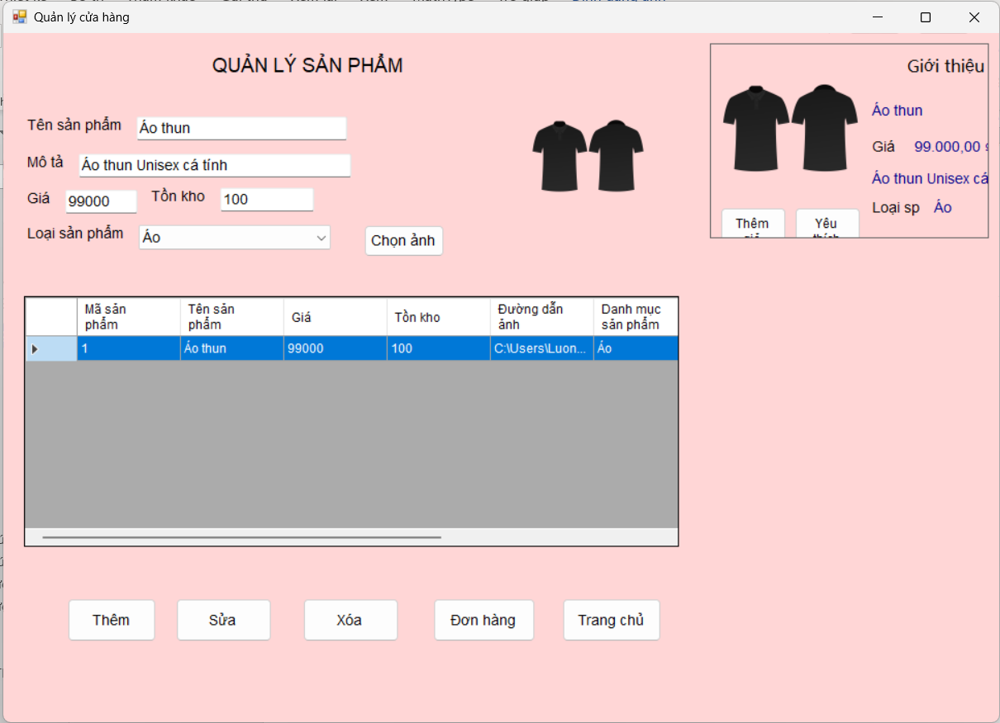 Quản lý cửa hàng
QUẢN LÝ SẢN PHẨM
Tên sản phẩm Áo thun
Mô tả Áo thun Unisex cá tính
Giá 99000 Tồn kho 100
Loại sản phẩm Áo
Chọn ảnh
Giới thiệu
Áo thun
Giá 99.000,00
Áo thun Unisex cá
Loại sp Áo
Thêm giỏ
Yêu thích
Mã sản phẩm Tên sản phẩm Giá Tồn kho Đường dẫn ảnh Danh mục sản phẩm
1 Áo thun 99000 100 C:\Users\Luon... Áo
Thêm Sửa Xóa Đơn hàng Trang chủ